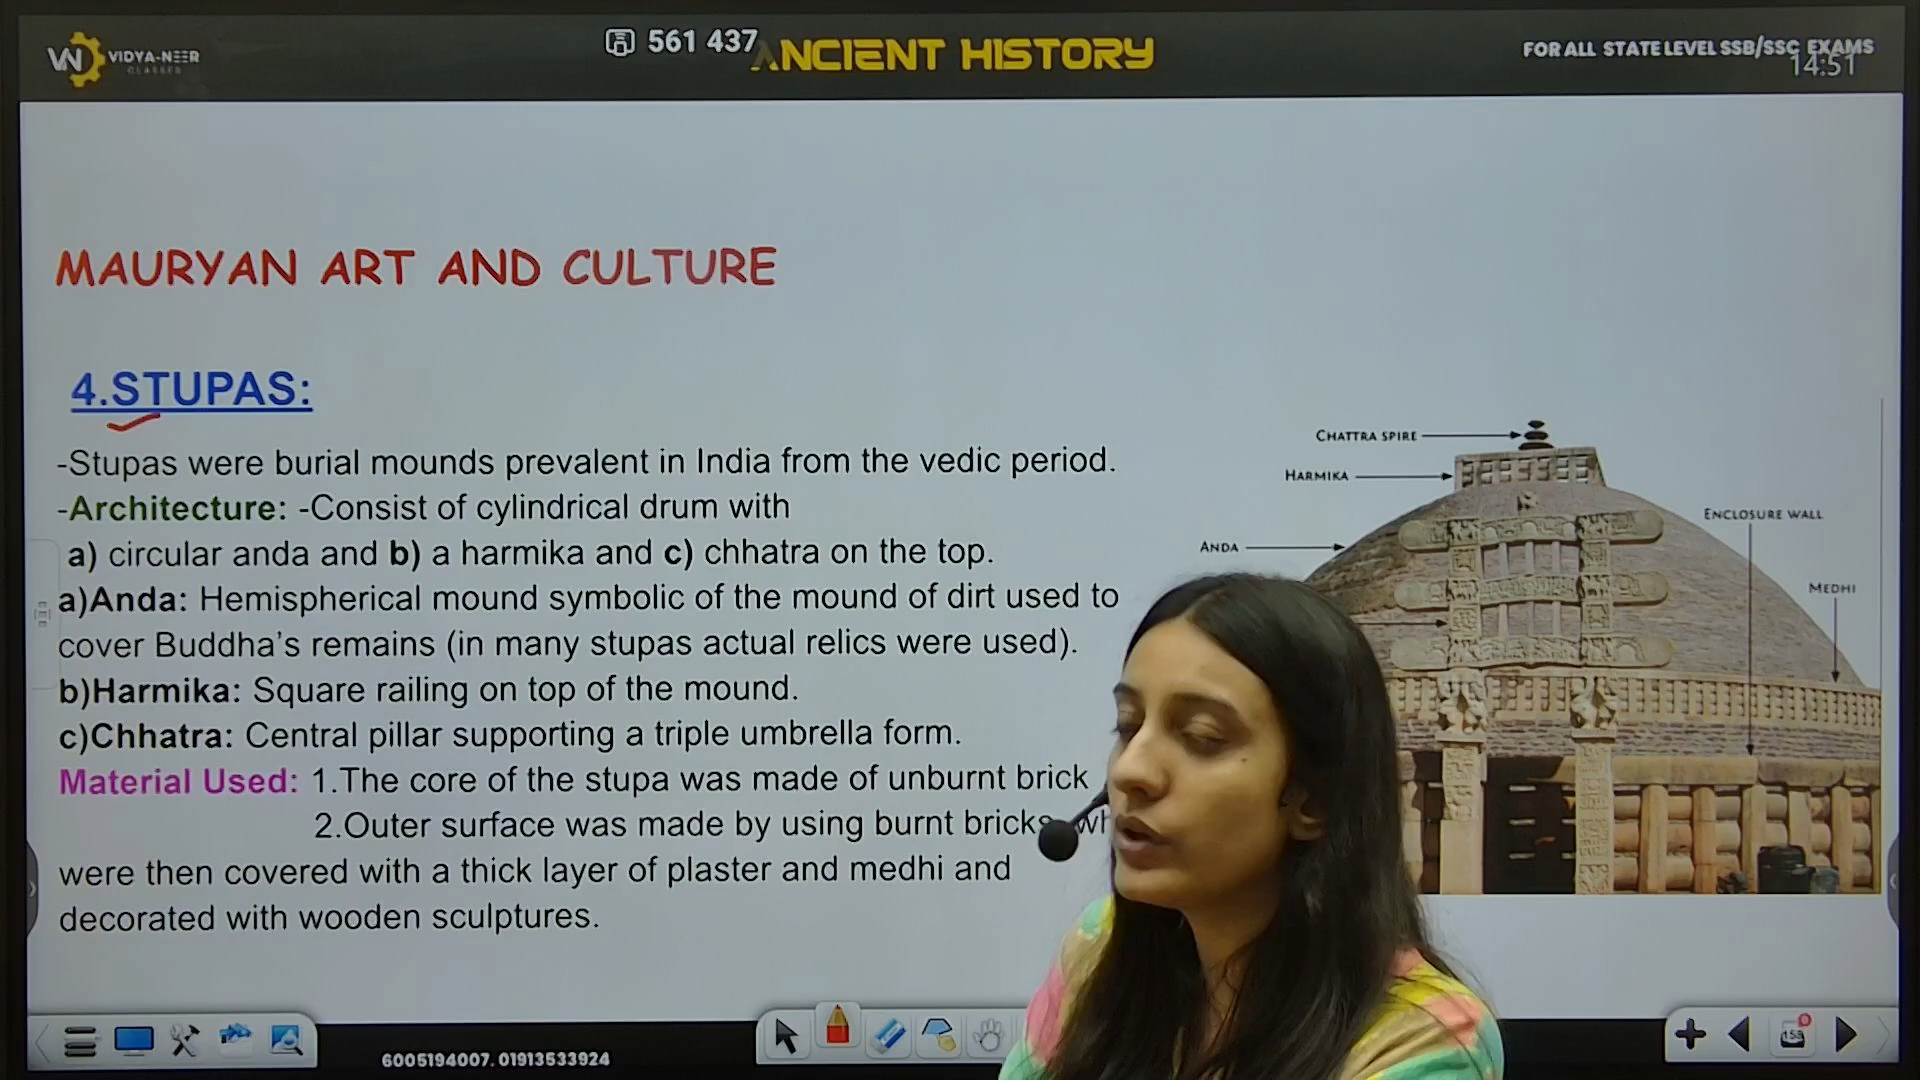 VN VIDYA-NEER
CLASSES
561 437
ANCIENT HISTORY
FOR ALL STATE LEVEL SSB/SSC EXAMS
14:51
MAURYAN ART AND CULTURE
4.STUPAS:
-Stupas were burial mounds prevalent in India from the vedic period.
-Architecture: -Consist of cylindrical drum with
a) circular anda and b) a harmika and c) chhatra on the top.
a)Anda: Hemispherical mound symbolic of the mound of dirt used to
cover Buddha's remains (in many stupas actual relics were used).
b)Harmika: Square railing on top of the mound.
c)Chhatra: Central pillar supporting a triple umbrella form.
Material Used: 1.The core of the stupa was made of unburnt brick
2.Outer surface was made by using burnt bricks
were then covered with a thick layer of plaster and medhi and
decorated with wooden sculptures.
CHATTRA SPIRE
HARMIKA
ENCLOSURE WALL
ANDA
MEDHI
6005194007, 01913533924
158